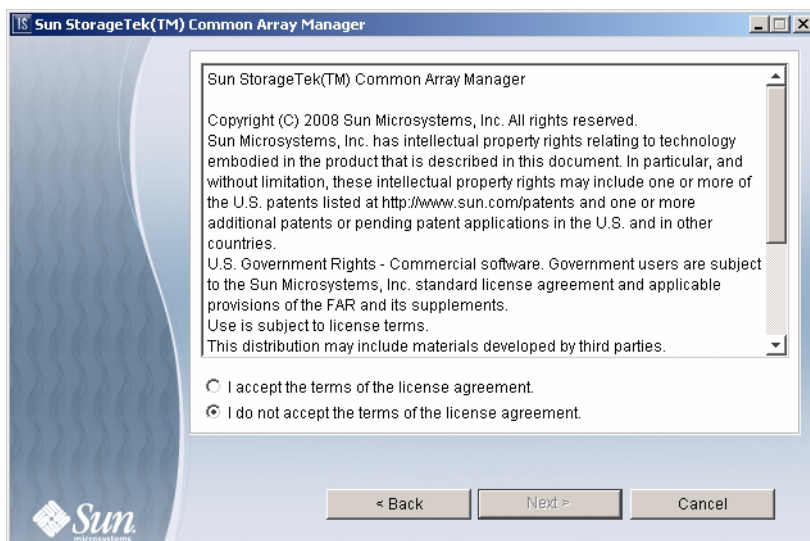 Sun StorageTek(TM) Common Array Manager
Sun StorageTek(TM) Common Array Manager
Copyright (C) 2008 Sun Microsystems, Inc. All rights reserved.
Sun Microsystems, Inc. has intellectual property rights relating to technology
embodied in the product that is described in this document. In particular, and
without limitation, these intellectual property rights may include one or more of
the U.S. patents listed at http://www.sun.com/patents and one or more
additional patents or pending patent applications in the U.S. and in other
countries.
U.S. Government Rights - Commercial software. Government users are subject
to the Sun Microsystems, Inc. standard license agreement and applicable
provisions of the FAR and its supplements.
Use is subject to license terms.
This distribution may include materials developed by third parties.
I accept the terms of the license agreement.
I do not accept the terms of the license agreement.
< Back
Next >
Cancel
Sun
microsystems